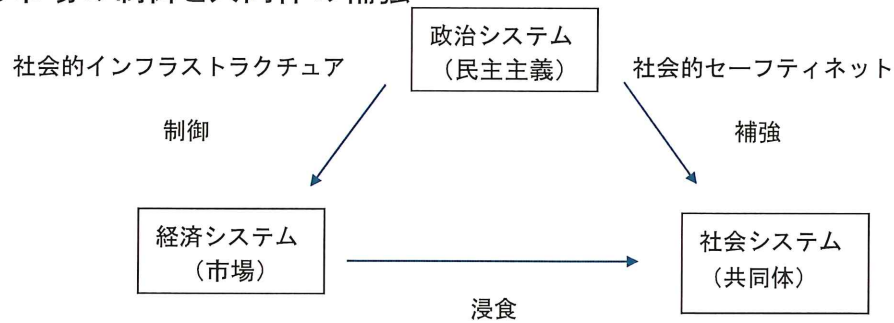 政治システム
(民主主義)
社会的インフラストラクチュア
社会的セーフティネット
制御
補強
経済システム
(市場)
社会システム
(共同体)
浸食